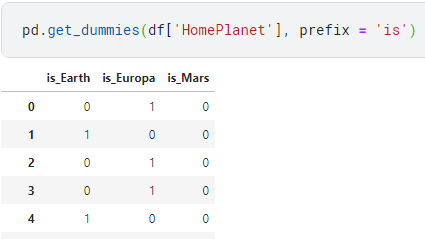 pd.get_dummies(df['HomePlanet'], prefix = 'is')
is_Earth is_Europa is_Mars
0 0 1 0
1 1 0 0
2 0 1 0
3 0 1 0
4 1 0 0